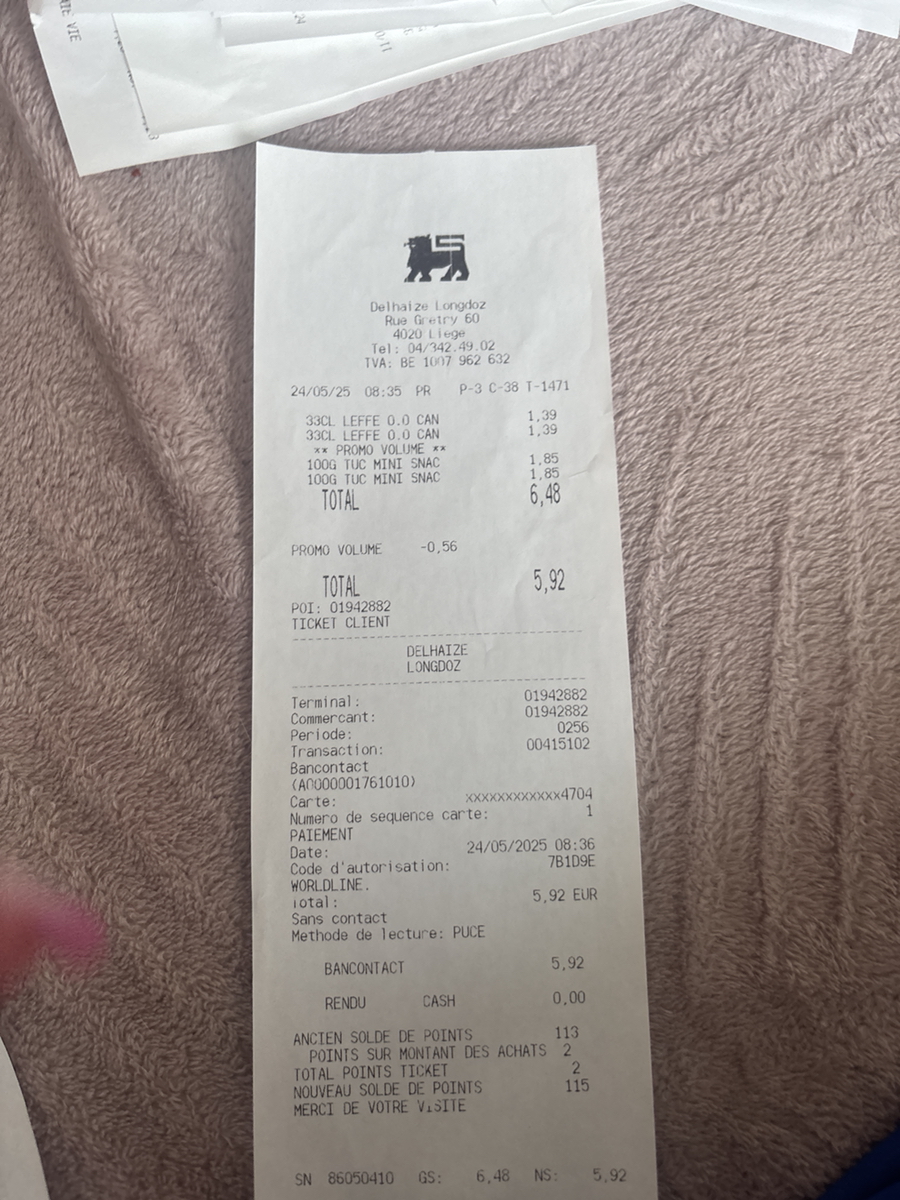 Delhaize Longdoz
Rue Gretry 60
4020 Liege
Tel: 04/342.49.02
TVA: BE 1007 962 632
24/05/25 08:35 PR P-3 C-38 T-1471
33CL LEFFE 0.0 CAN 1,39
33CL LEFFE 0.0 CAN 1,39
** PROMO VOLUME **
100G TUC MINI SNAC 1,85
100G TUC MINI SNAC 1,85
TOTAL 6,48
PROMO VOLUME -0,56
TOTAL 5,92
POI: 01942882
TICKET CLIENT
DELHAIZE
LONGDOZ
Terminal: 01942882
Commercant: 01942882
Periode: 0256
Transaction: 00415102
Bancontact
(A0000001761010)
Carte: xxxxxxxxxxxxx4704
Numero de sequence carte: 1
PAIEMENT
Date: 24/05/2025 08:36
Code d'autorisation: 7B1D9E
WORLDLINE.
Total: 5,92 EUR
Sans contact
Methode de lecture: PUCE
BANCONTACT 5,92
RENDU CASH 0,00
ANCIEN SOLDE DE POINTS 113
POINTS SUR MONTANT DES ACHATS 2
TOTAL POINTS TICKET 2
NOUVEAU SOLDE DE POINTS 115
MERCI DE VOTRE VISITE
SN 86050410 GS: 6,48 NS: 5,92